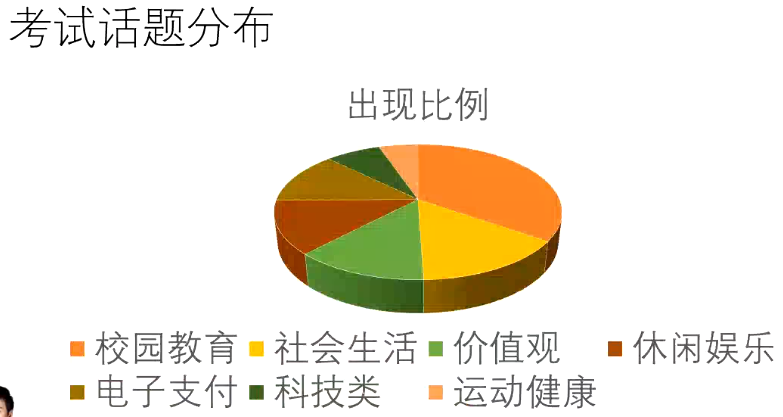 考试话题分布
出现比例
校园教育 社会生活 价值观 休闲娱乐
电子支付 科技类 运动健康